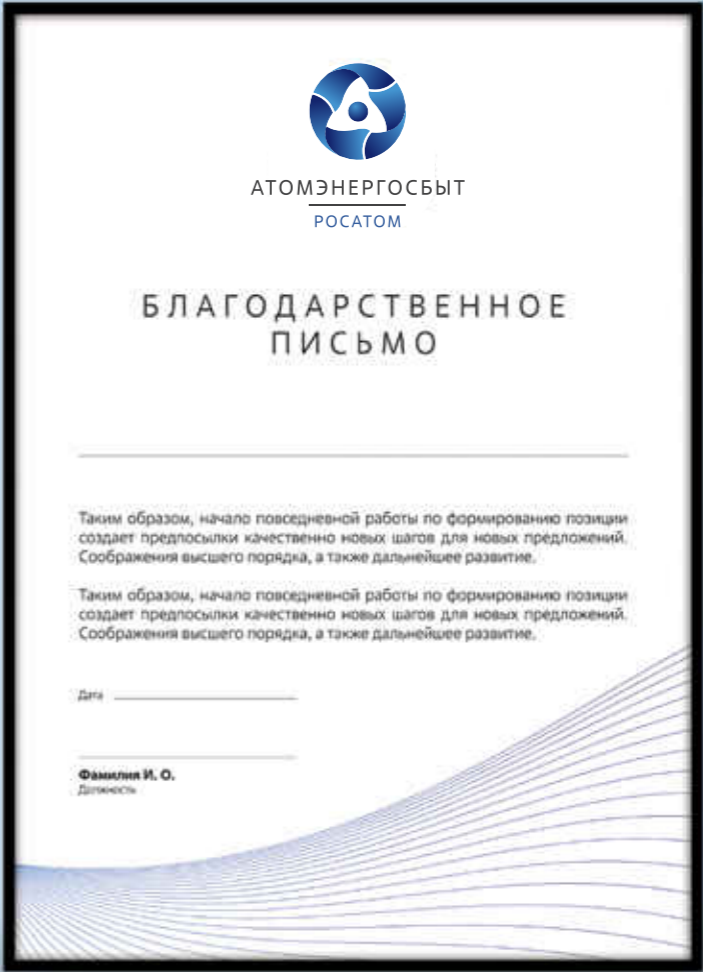 АТОМЭНЕРГОСБЫТ
РОСАТОМ
БЛАГОДАРСТВЕННОЕ
ПИСЬМО
Таким образом, начало повседневной работы по формированию позиции
создает предпосылки качественно новых шагов для новых предложений.
Соображения высшего порядка, а также дальнейшее развитие.
Таким образом, начало повседневной работы по формированию позиции
создает предпосылки качественно новых шагов для новых предложений.
Соображения высшего порядка, а также дальнейшее развитие.
Дата
Фамилия И. О.
Должность